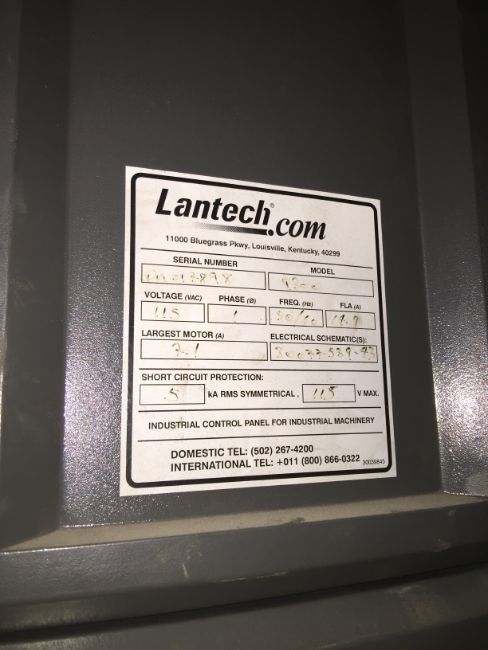 Lantech®.com
11000 Bluegrass Pkwy, Louisville, Kentucky, 40299
SERIAL NUMBER MODEL
VOLTAGE (VAC) PHASE (Ø) FREQ. (Hz) FLA (A)
115 1
LARGEST MOTOR (A) ELECTRICAL SCHEMATIC(S):
7.1
SHORT CIRCUIT PROTECTION:
.5 kA RMS SYMMETRICAL, 115 V MAX.
INDUSTRIAL CONTROL PANEL FOR INDUSTRIAL MACHINERY
DOMESTIC TEL: (502) 267-4200
INTERNATIONAL TEL: +011 (800) 866-0322